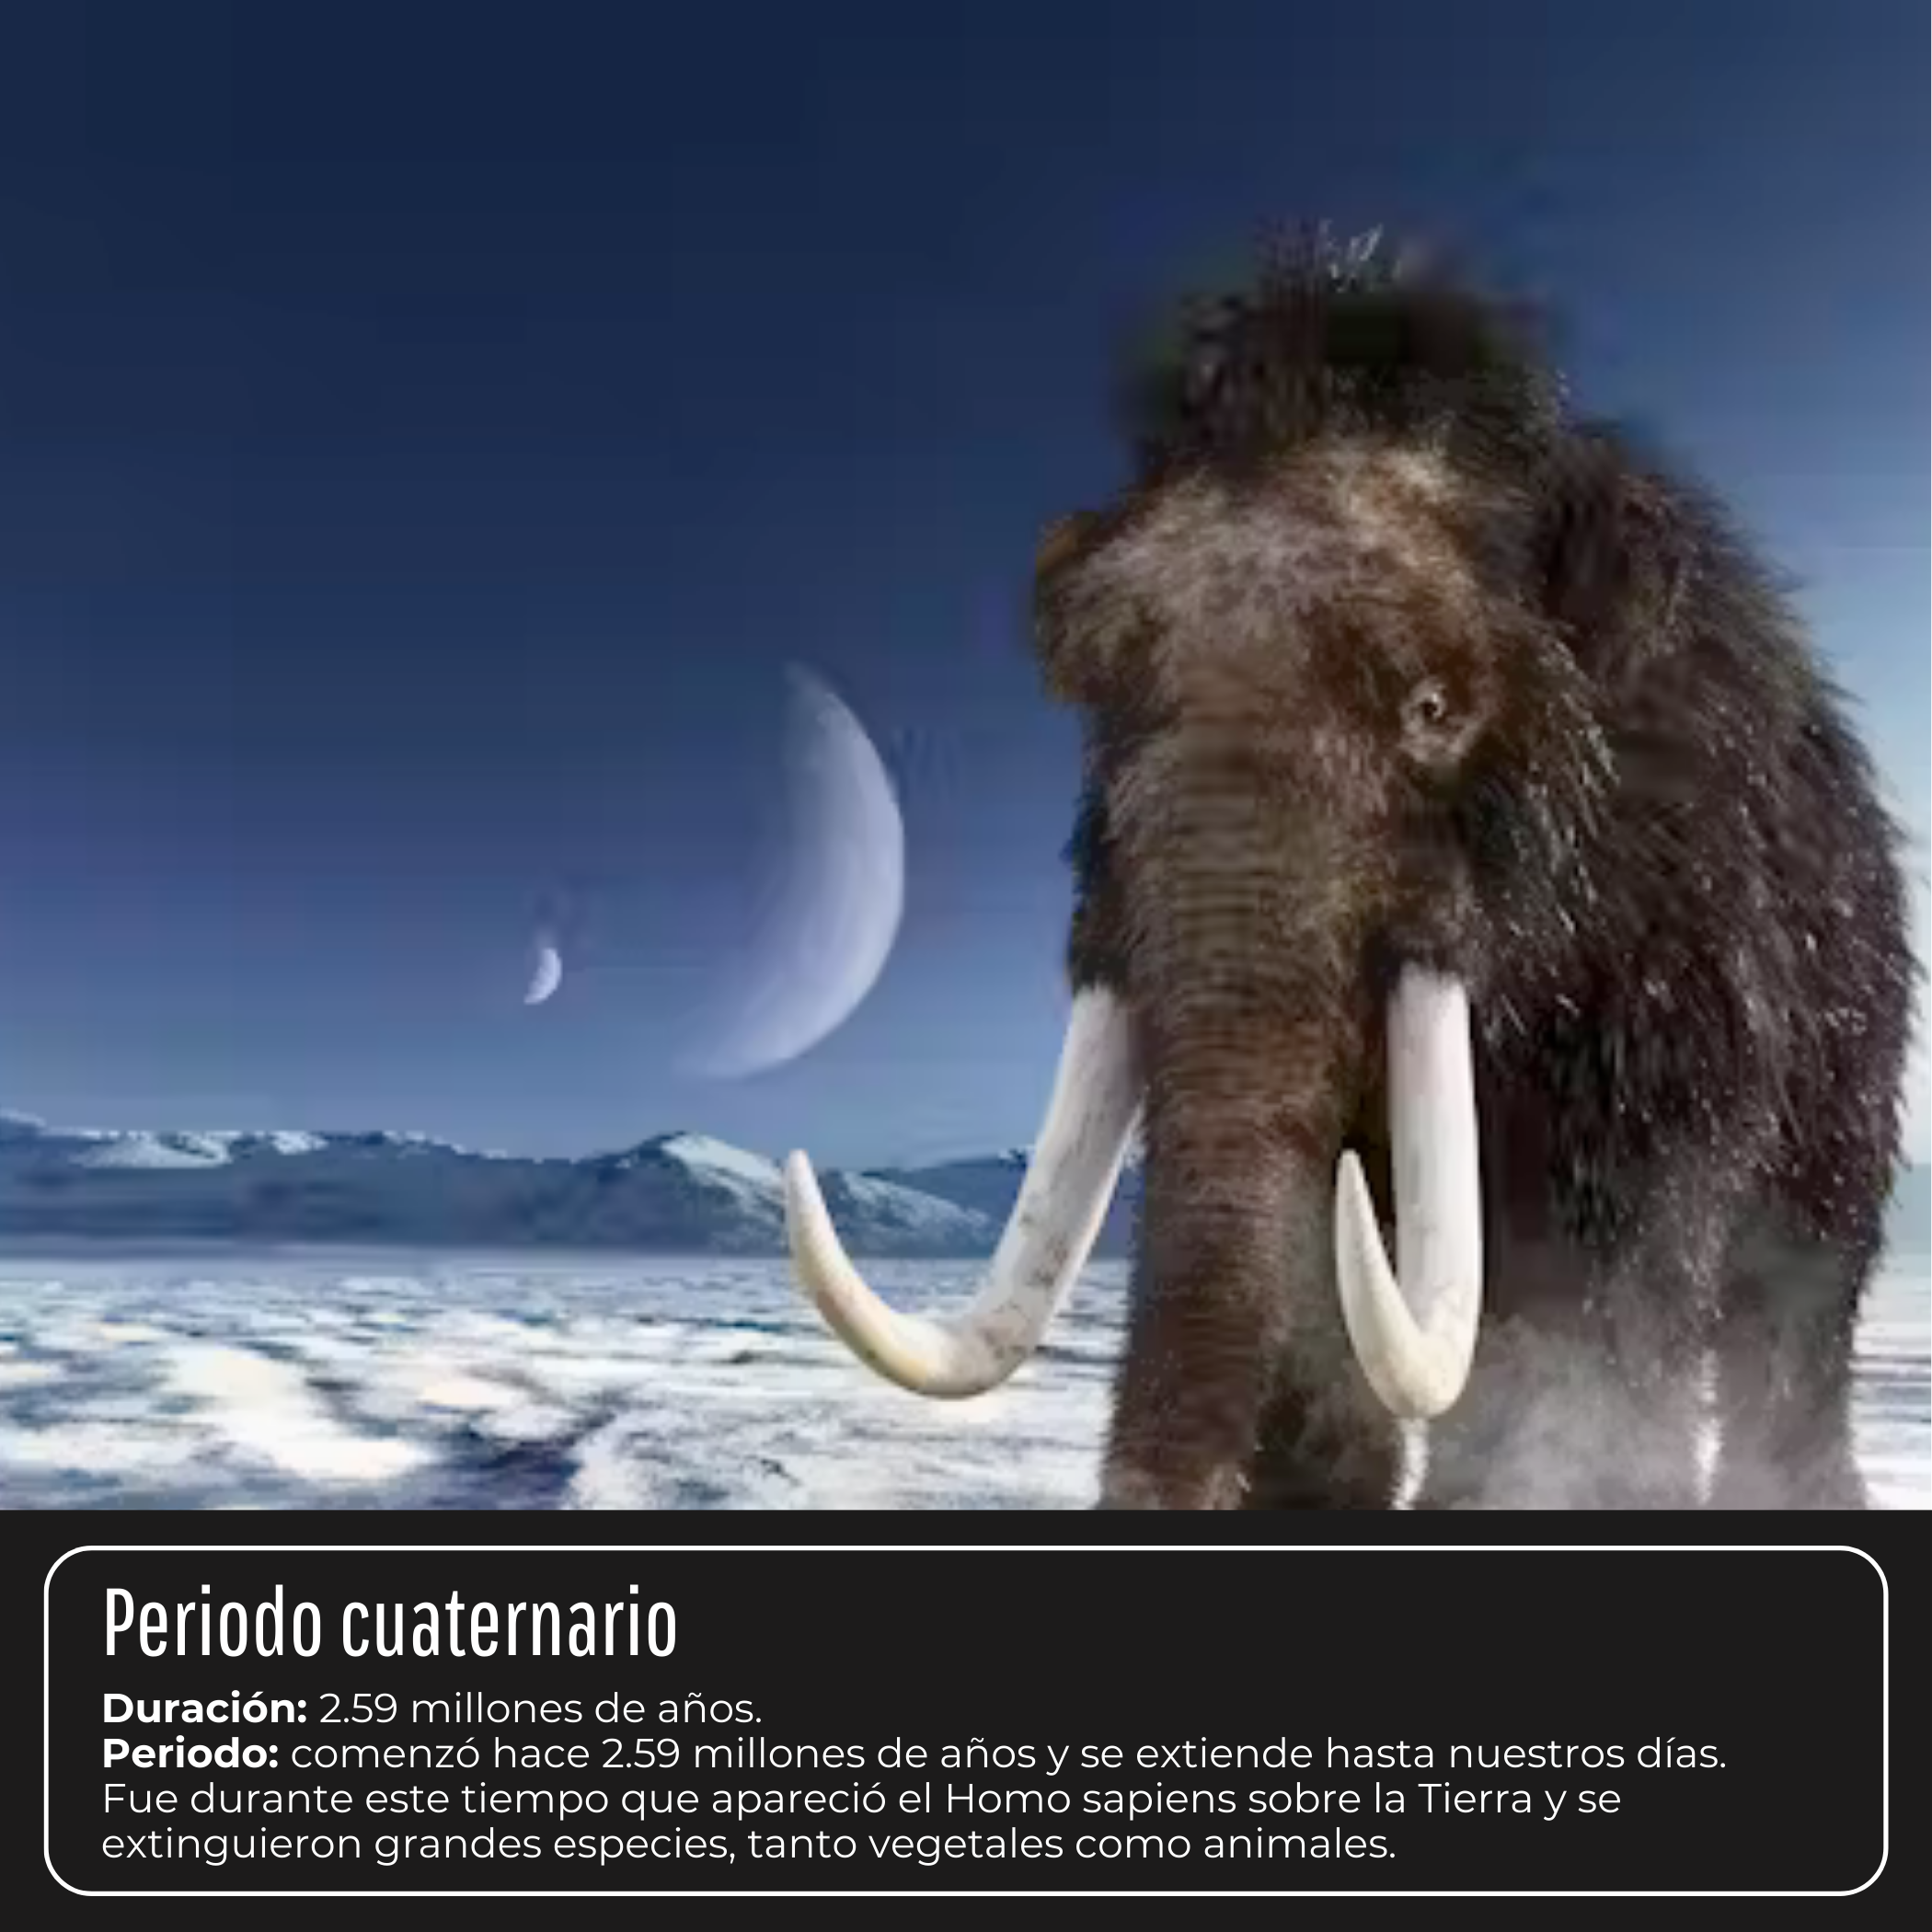 Periodo cuaternario
Duración: 2.59 millones de años.
Periodo: comenzó hace 2.59 millones de años y se extiende hasta nuestros días.
Fue durante este tiempo que apareció el Homo sapiens sobre la Tierra y se
extinguieron grandes especies, tanto vegetales como animales.